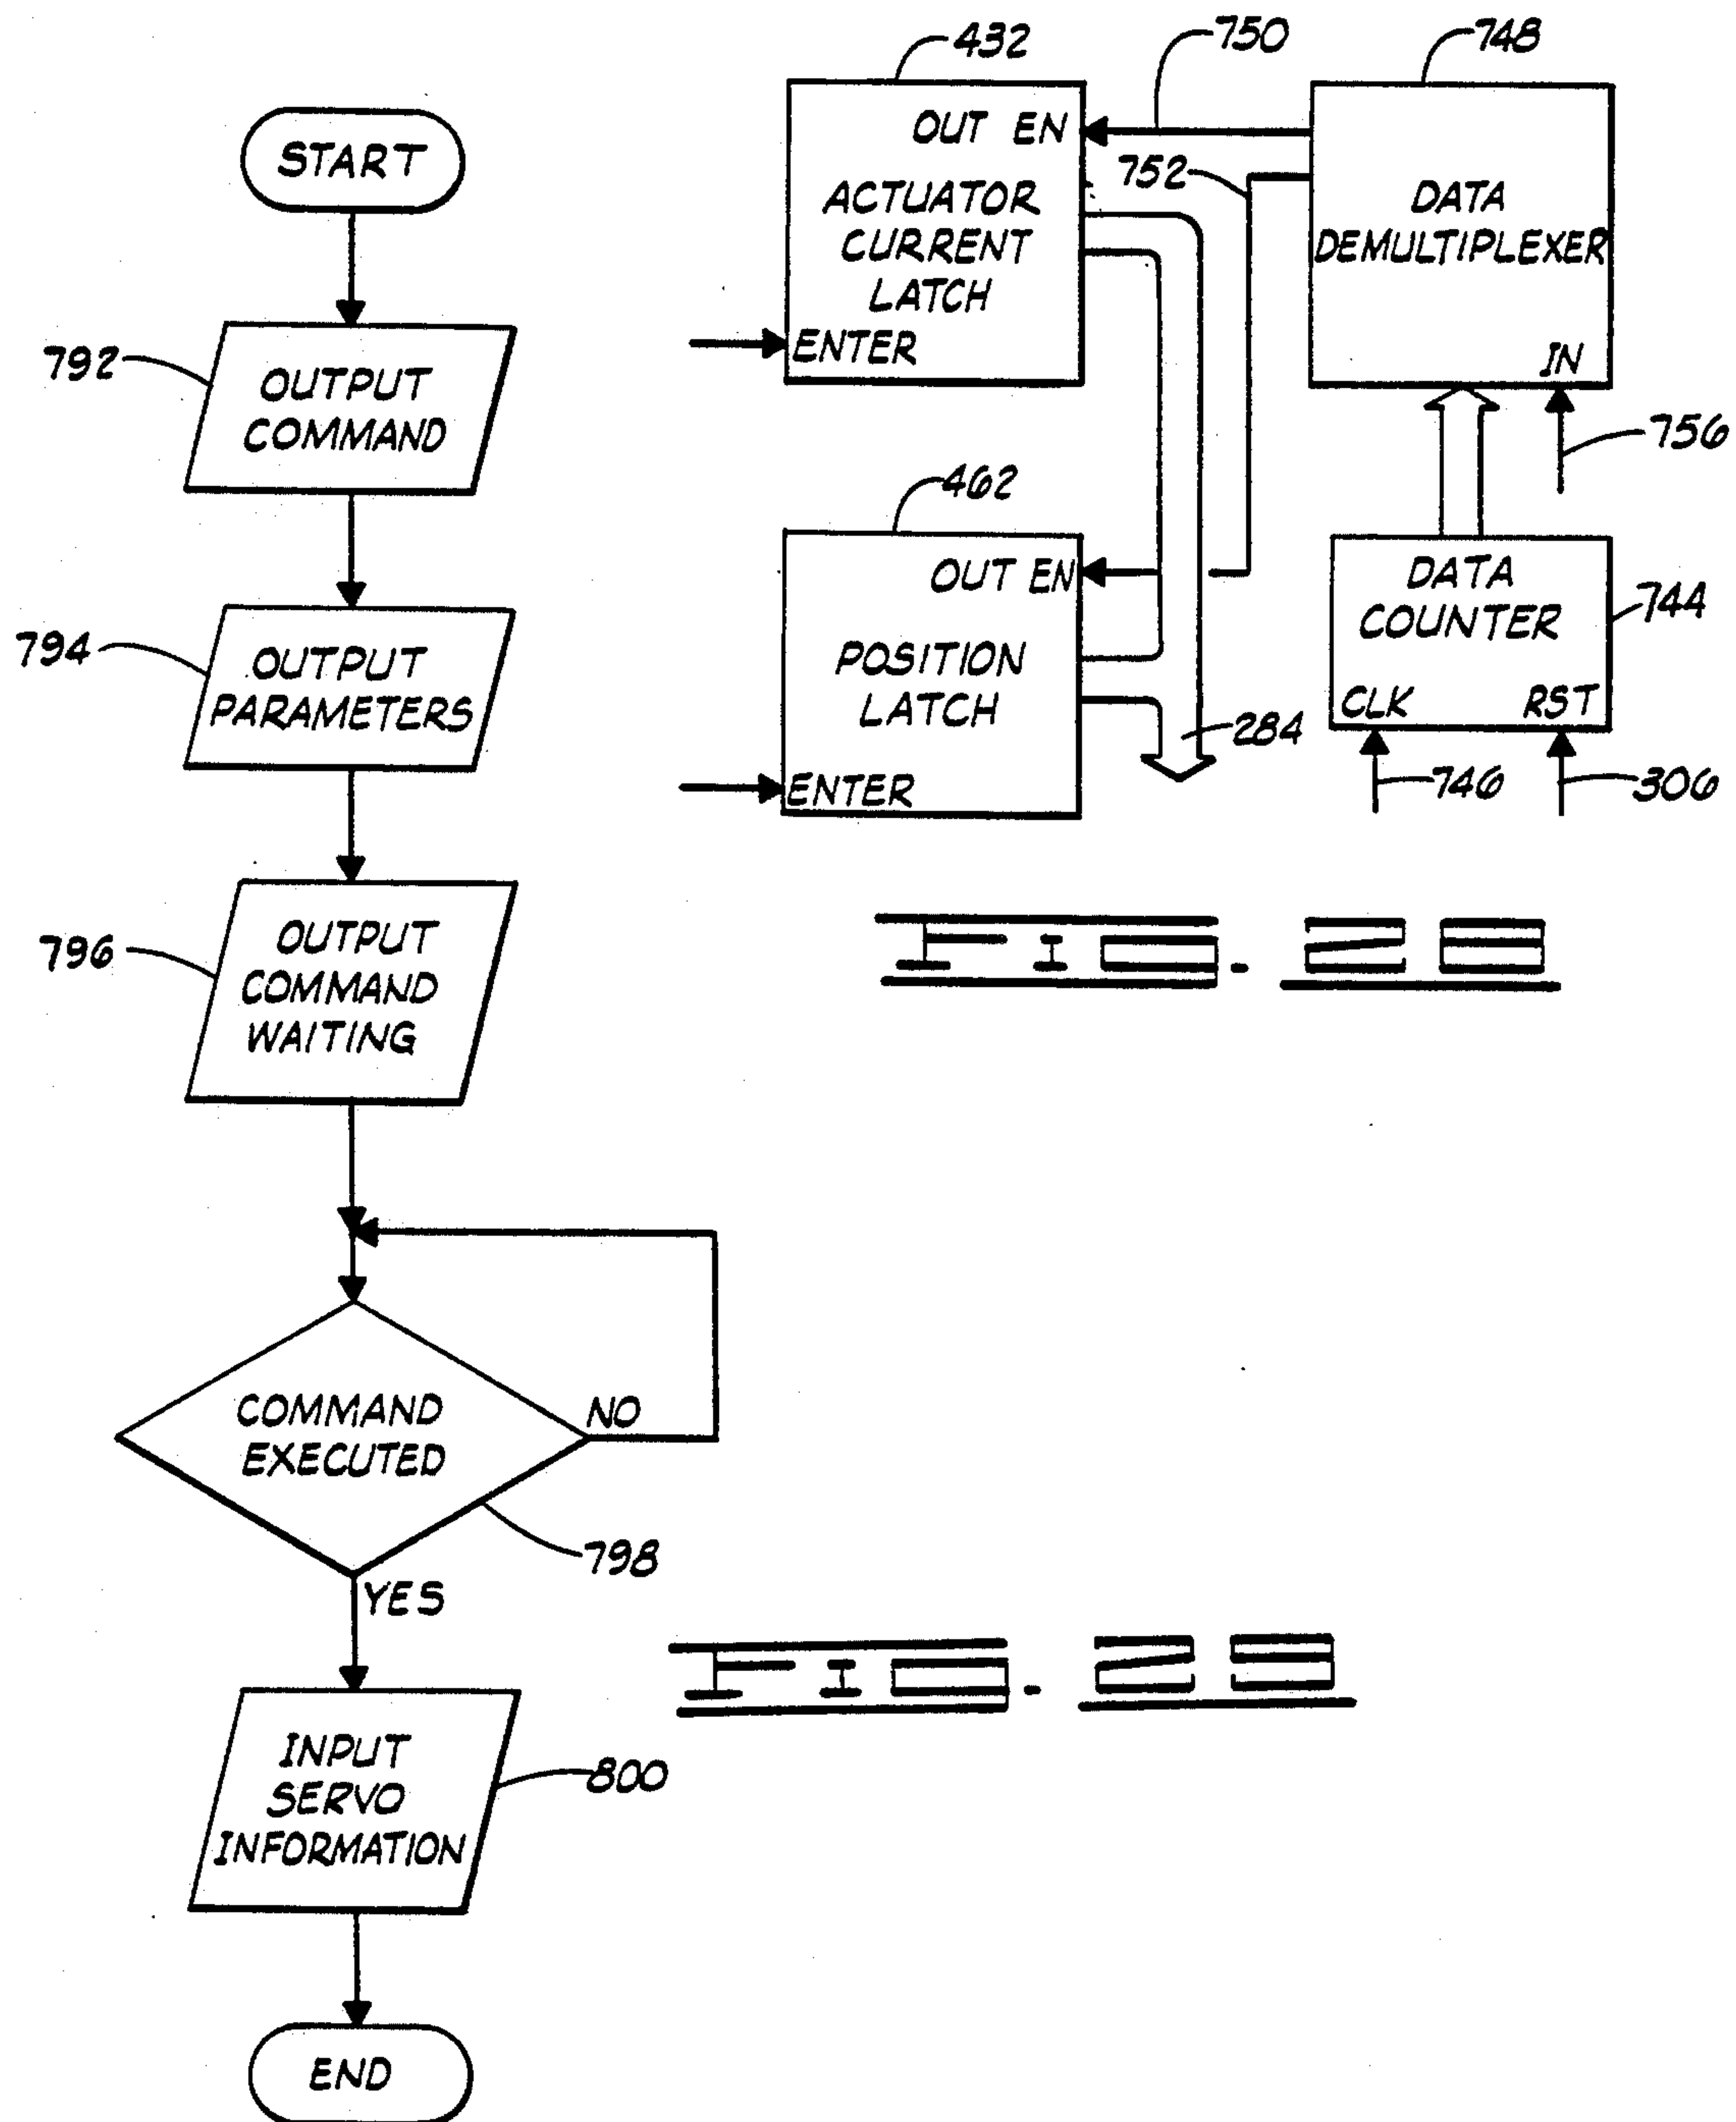 START
792
OUTPUT
COMMAND
794
OUTPUT
PARAMETERS
796
OUTPUT
COMMAND
WAITING
COMMAND
EXECUTED
NO
798
YES
INPUT
SERVO
INFORMATION
800
END
432
750
748
OUT EN
752
ACTUATOR
CURRENT
LATCH
ENTER
DATA
DEMULTIPLEXER
IN
756
462
OUT EN
POSITION
LATCH
ENTER
284
DATA
COUNTER
744
CLK
RST
746
306
FIG. 28
FIG. 29